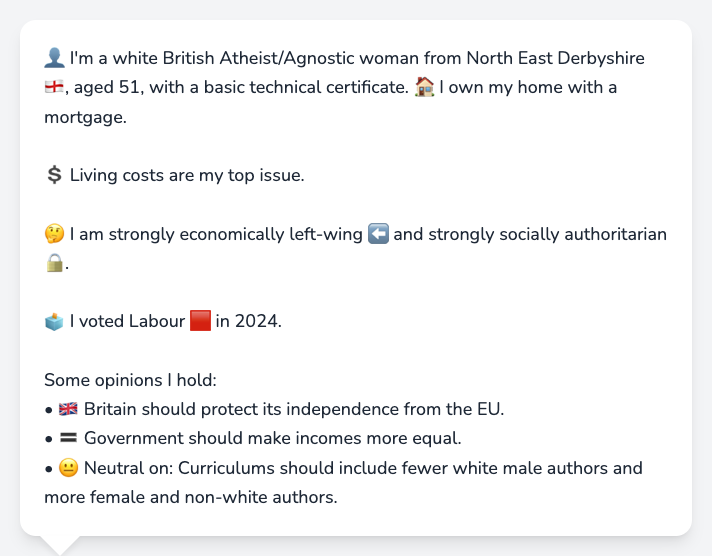 👤 I'm a white British Atheist/Agnostic woman from North East Derbyshire
🏴󠁧󠁢󠁥󠁮󠁧󠁿, aged 51, with a basic technical certificate. 🏠 I own my home with a
mortgage.
💲 Living costs are my top issue.
🤔 I am strongly economically left-wing ⬅️ and strongly socially authoritarian
🔒.
🗳️ I voted Labour 🟥 in 2024.
Some opinions I hold:
• 🇬🇧 Britain should protect its independence from the EU.
• 🟰 Government should make incomes more equal.
• 😐 Neutral on: Curriculums should include fewer white male authors and
more female and non-white authors.